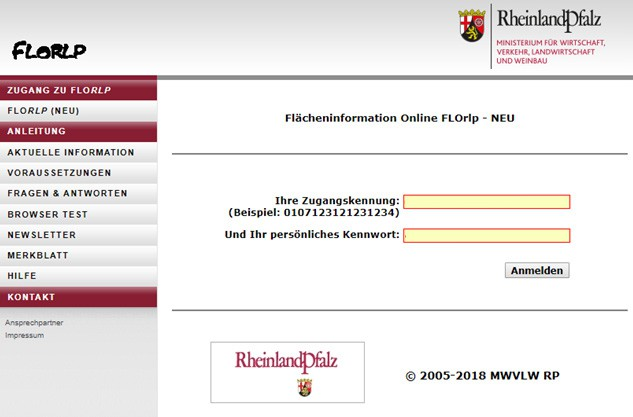 FLORLP
RheinlandPfalz
MINISTERIUM FÜR WIRTSCHAFT,
VERKEHR, LANDWIRTSCHAFT
UND WEINBAU
ZUGANG ZU FLORLP
FLORLP (NEU)
ANLEITUNG
AKTUELLE INFORMATION
VORAUSSETZUNGEN
FRAGEN & ANTWORTEN
BROWSER TEST
NEWSLETTER
MERKBLATT
HILFE
KONTAKT
Ansprechpartner
Impressum
Flächeninformation Online FLOrlp - NEU
Ihre Zugangskennung:
(Beispiel: 0107123121231234)
Und Ihr persönliches Kennwort:
Anmelden
RheinlandPfalz
© 2005-2018 MWVLW RP